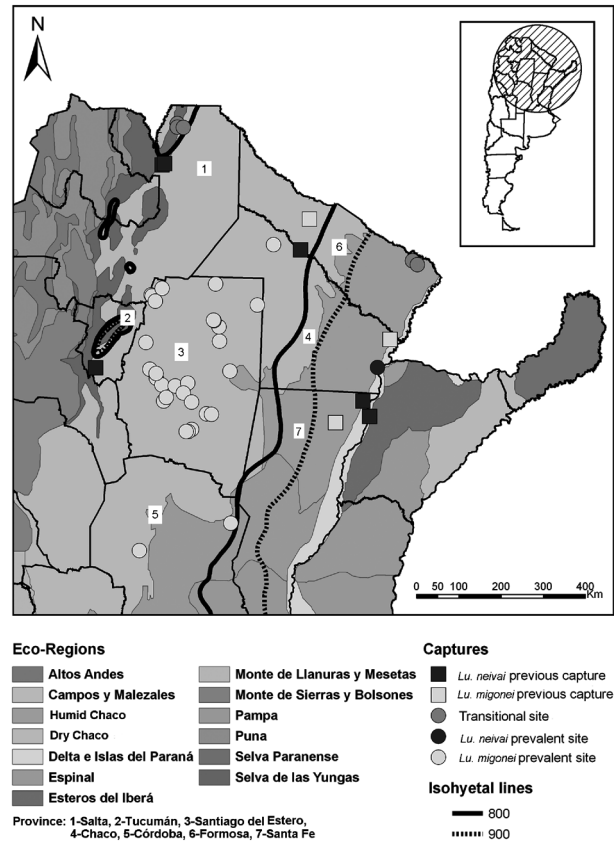 N
1
2
3
4
5
6
7
0 50 100 200 300 400
Km
Eco-Regions
Altos Andes
Campos y Malezales
Humid Chaco
Dry Chaco
Delta e Islas del Paraná
Espinal
Esteros del Iberá
Monte de Llanuras y Mesetas
Monte de Sierras y Bolsones
Pampa
Puna
Selva Paranense
Selva de las Yungas
Captures
Lu. neivai previous capture
Lu. migonei previous capture
Transitional site
Lu. neivai prevalent site
Lu. migonei prevalent site
Isohyetal lines
800
900
Province: 1-Salta, 2-Tucumán, 3-Santiago del Estero,
4-Chaco, 5-Córdoba, 6-Formosa, 7-Santa Fe